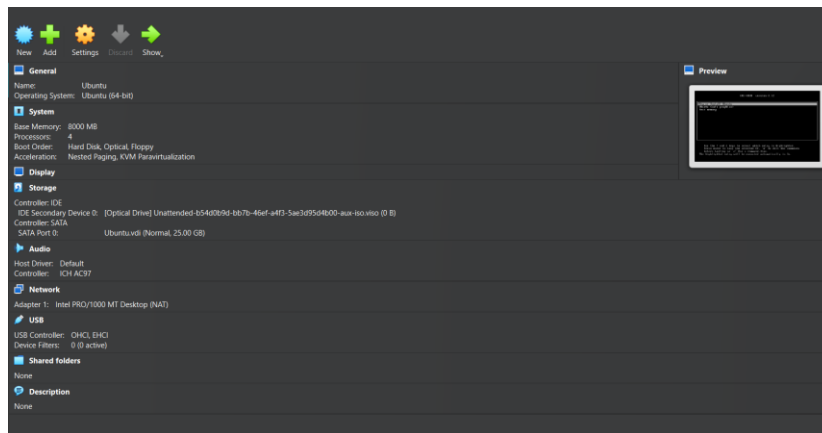 New Add Settings Discard Show
General
Name: Ubuntu
Operating System: Ubuntu (64-bit)
System
Base Memory: 8000 MB
Processors: 4
Boot Order: Hard Disk, Optical, Floppy
Acceleration: Nested Paging, KVM Paravirtualization
Display
Storage
Controller: IDE
IDE Secondary Device 0: [Optical Drive] Unattended-b54d0b9d-bb7b-46ef-a4f3-5ae3d95d4b00-aux-iso.viso (0 B)
Controller: SATA
SATA Port 0: Ubuntu.vdi (Normal, 25.00 GB)
Audio
Host Driver: Default
Controller: ICH AC97
Network
Adapter 1: Intel PRO/1000 MT Desktop (NAT)
USB
USB Controller: OHCI, EHCI
Device Filters: 0 (0 active)
Shared folders
None
Description
None
Preview